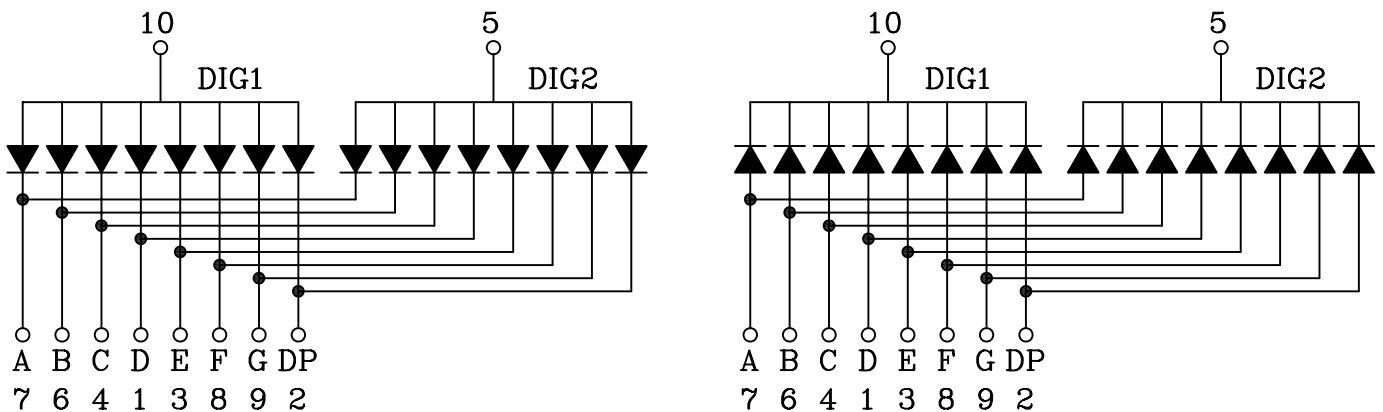 10 5 10 5
DIG1 DIG2 DIG1 DIG2
A B C D E F G DP A B C D E F G DP
7 6 4 1 3 8 9 2 7 6 4 1 3 8 9 2